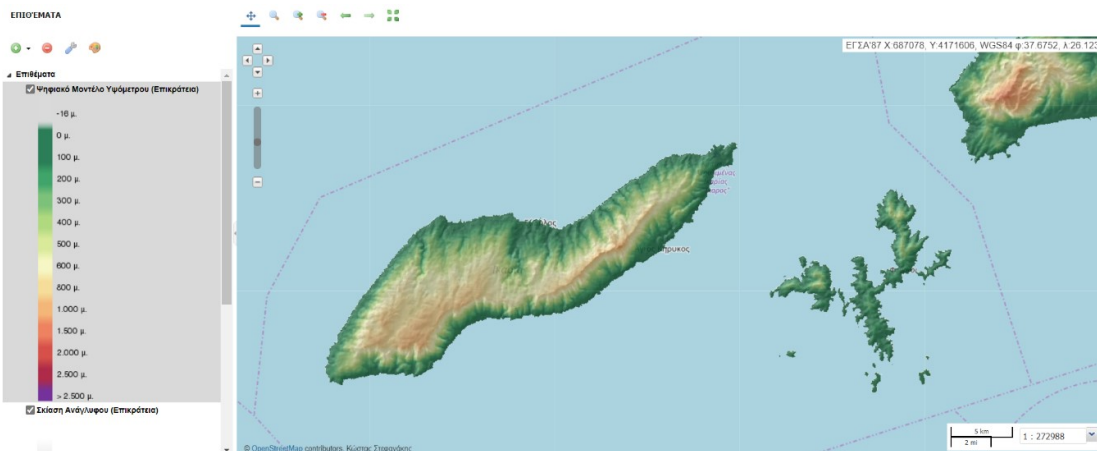 ΕΠΙΘΈΜΑΤΑ
Επιθέματα
Ψηφιακό Μοντέλο Υψόμετρου (Επικράτεια)
-16 μ.
0 μ.
100 μ.
200 μ.
300 μ.
400 μ.
500 μ.
600 μ.
800 μ.
1.000 μ.
1.500 μ.
2.000 μ.
2.500 μ.
> 2.500 μ.
Σκίαση Ανάγλυφου (Επικράτεια)
ΕΓΣΑ'87 X:687078, Y:4171606, WGS84 φ:37.6752, λ:26.123
5 km
2 mi
1 : 272988
© OpenStreetMap contributors, Κώστας